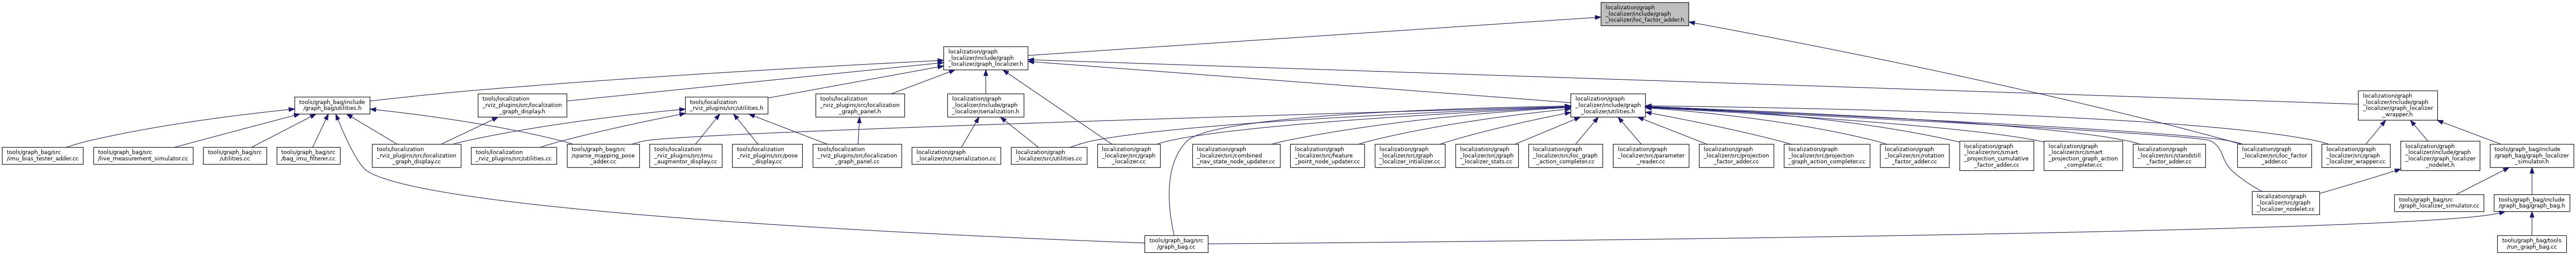 localization/graph
_localizer/include/graph
_localizer/loc_factor_adder.h
localization/graph
_localizer/include/graph
_localizer/graph_localizer.h
tools/graph_bag/include
/graph_bag/utilities.h
tools/localization
_rviz_plugins/src/localization
_graph_display.h
tools/localization
_rviz_plugins/src/utilities.h
tools/localization
_rviz_plugins/src/localization
_graph_panel.h
localization/graph
_localizer/include/graph
_localizer/serialization.h
localization/graph
_localizer/include/graph
_localizer/utilities.h
localization/graph
_localizer/include/graph
_localizer/graph_localizer
_wrapper.h
tools/graph_bag/src
/imu_bias_tester_adder.cc
tools/graph_bag/src
/live_measurement_simulator.cc
tools/graph_bag/src
/utilities.cc
tools/graph_bag/src
/bag_imu_filterer.cc
tools/localization
_rviz_plugins/src/localization
_graph_display.cc
tools/localization
_rviz_plugins/src/utilities.cc
tools/graph_bag/src
/sparse_mapping_pose
_adder.cc
tools/localization
_rviz_plugins/src/imu
_augmentor_display.cc
tools/localization
_rviz_plugins/src/pose
_display.cc
tools/localization
_rviz_plugins/src/localization
_graph_panel.cc
localization/graph
_localizer/src/serialization.cc
localization/graph
_localizer/src/utilities.cc
localization/graph
_localizer/src/graph
_localizer.cc
localization/graph
_localizer/src/combined
_nav_state_node_updater.cc
localization/graph
_localizer/src/feature
_point_node_updater.cc
localization/graph
_localizer/src/graph
_localizer_intializer.cc
localization/graph
_localizer/src/graph
_localizer_stats.cc
localization/graph
_localizer/src/loc_graph
_action_completer.cc
localization/graph
_localizer/src/parameter
_reader.cc
localization/graph
_localizer/src/projection
_factor_adder.cc
localization/graph
_localizer/src/projection
_graph_action_completer.cc
localization/graph
_localizer/src/rotation
_factor_adder.cc
localization/graph
_localizer/src/smart
_projection_cumulative
_factor_adder.cc
localization/graph
_localizer/src/smart
_projection_graph_action
_completer.cc
localization/graph
_localizer/src/standstill
_factor_adder.cc
localization/graph
_localizer/src/loc_factor
_adder.cc
localization/graph
_localizer/src/graph
_localizer_wrapper.cc
localization/graph
_localizer/include/graph
_localizer/graph_localizer
_nodelet.h
tools/graph_bag/include
/graph_bag/graph_localizer
_simulator.h
localization/graph
_localizer/src/graph
_localizer_nodelet.cc
tools/graph_bag/src
/graph_localizer_simulator.cc
tools/graph_bag/include
/graph_bag/graph_bag.h
tools/graph_bag/src
/graph_bag.cc
tools/graph_bag/tools
/run_graph_bag.cc